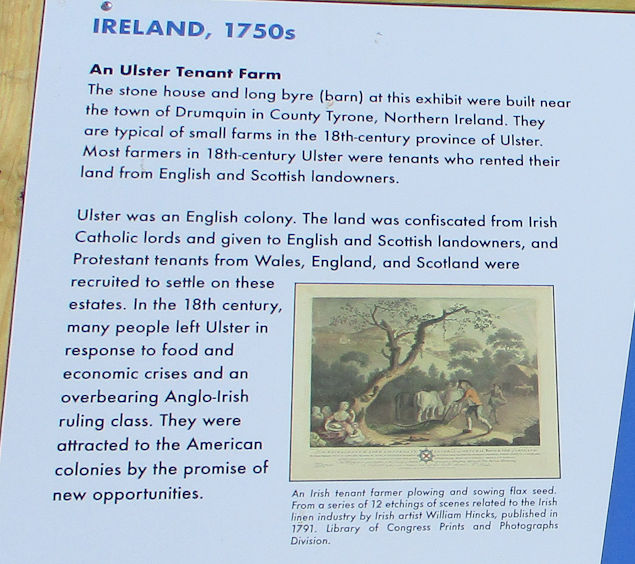 IRELAND, 1750s
An Ulster Tenant Farm
The stone house and long byre (barn) at this exhibit were built near
the town of Drumquin in County Tyrone, Northern Ireland. They
are typical of small farms in the 18th-century province of Ulster.
Most farmers in 18th-century Ulster were tenants who rented their
land from English and Scottish landowners.
Ulster was an English colony. The land was confiscated from Irish
Catholic lords and given to English and Scottish landowners, and
Protestant tenants from Wales, England, and Scotland were
recruited to settle on these
estates. In the 18th century,
many people left Ulster in
response to food and
economic crises and an
overbearing Anglo-Irish
ruling class. They were
attracted to the American
colonies by the promise of
new opportunities.
An Irish tenant farmer plowing and sowing flax seed.
From a series of 12 etchings of scenes related to the Irish
linen industry by Irish artist William Hincks, published in
1791. Library of Congress Prints and Photographs
Division.